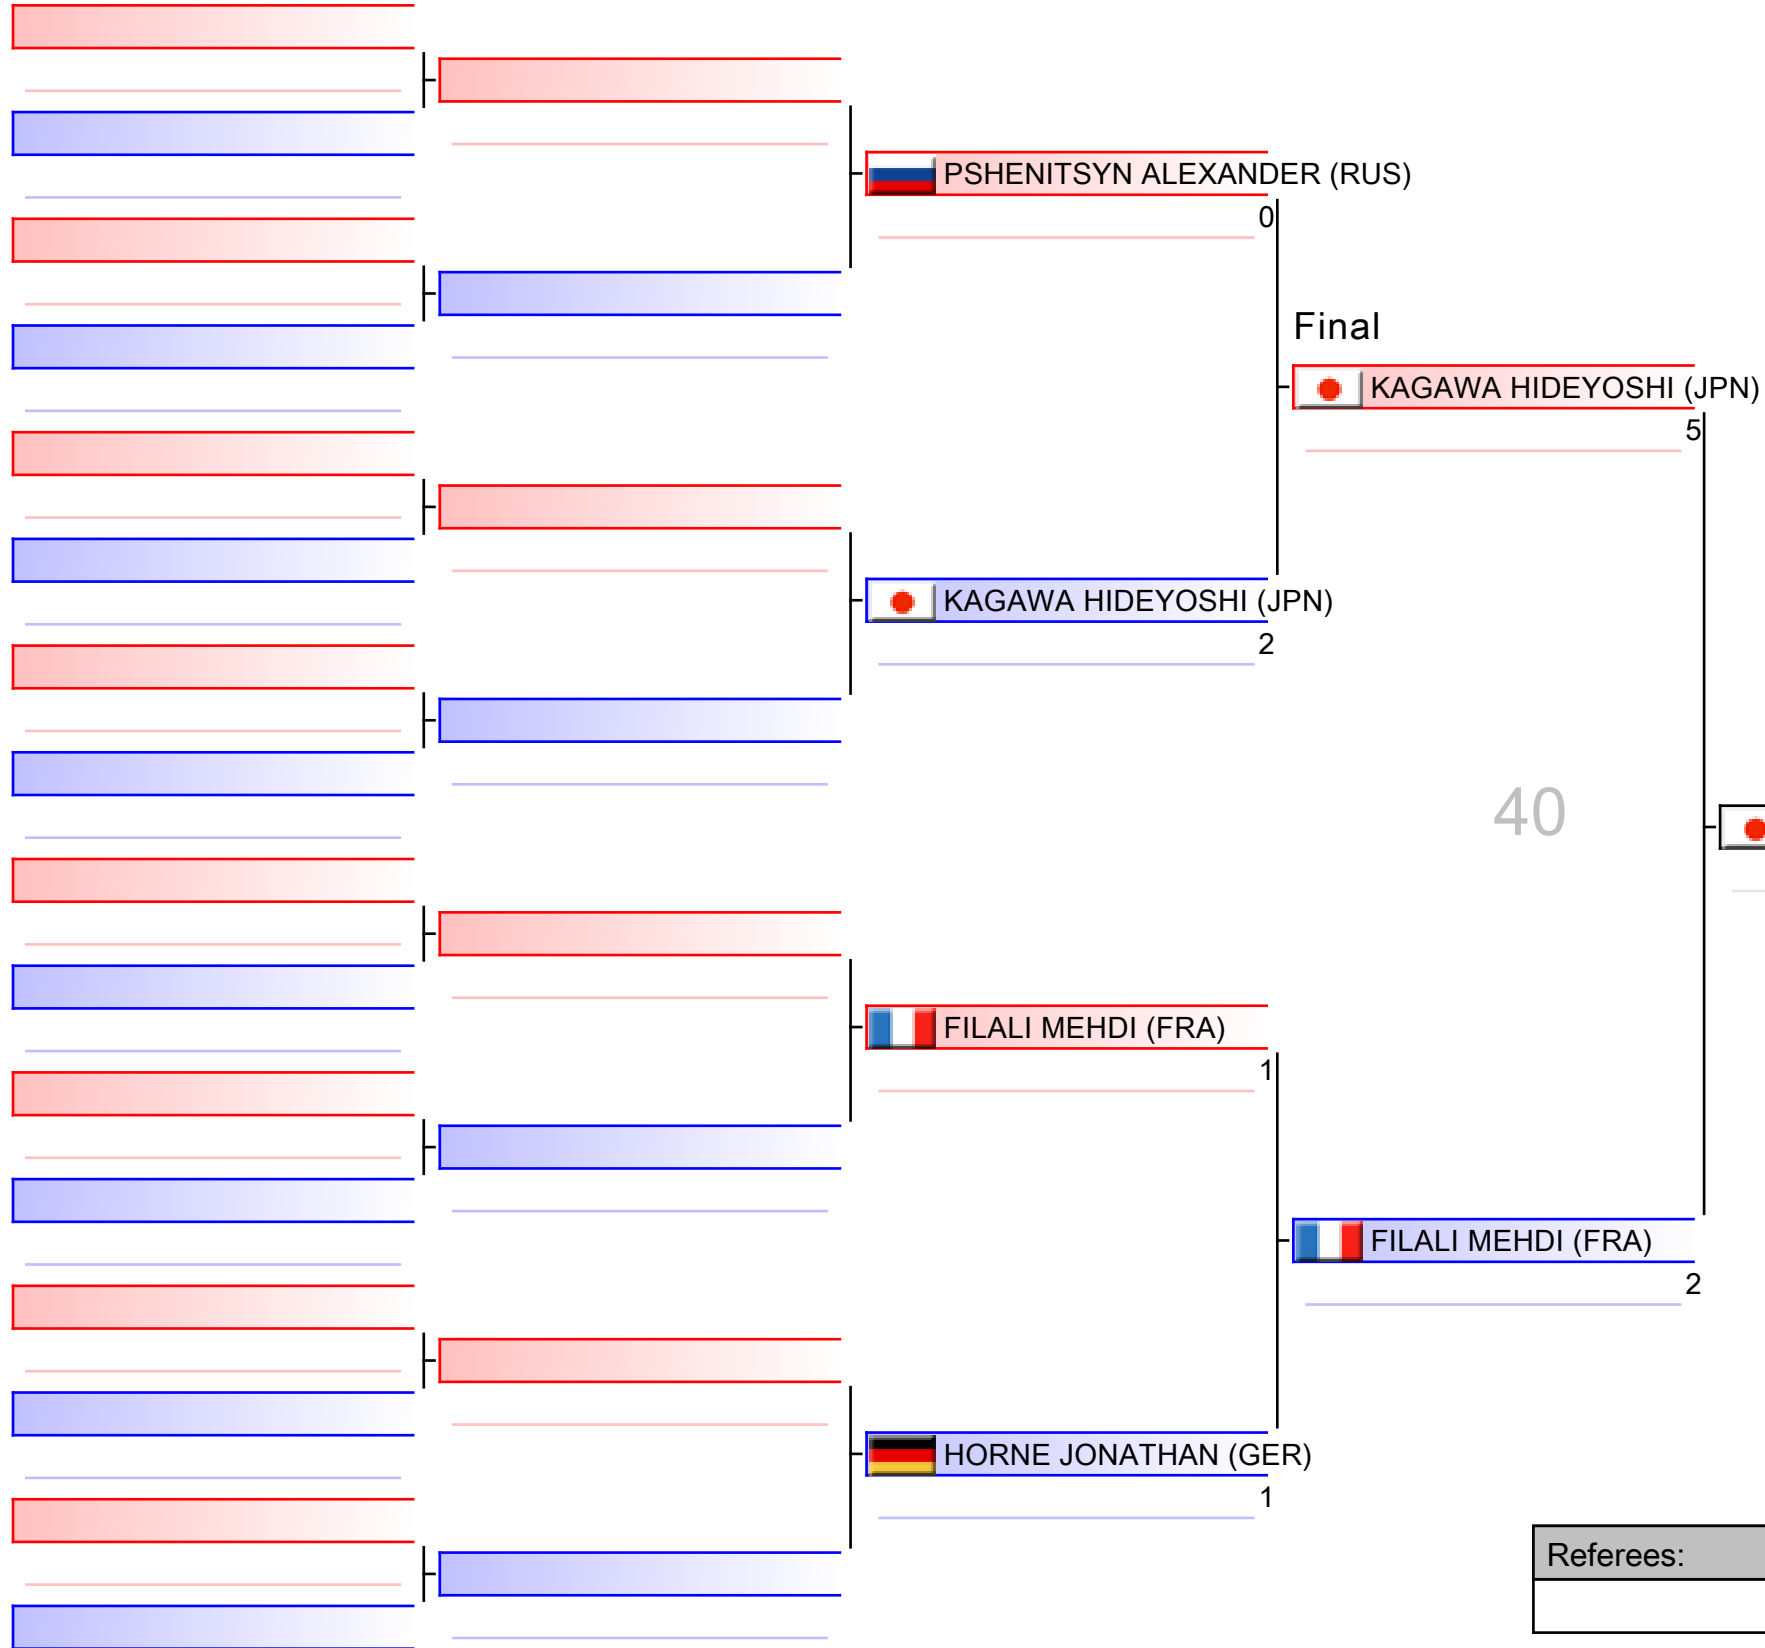 PSHENITSYN ALEXANDER (RUS)
0
Final
KAGAWA HIDEYOSHI (JPN)
5
KAGAWA HIDEYOSHI (JPN)
2
40
FILALI MEHDI (FRA)
1
FILALI MEHDI (FRA)
2
HORNE JONATHAN (GER)
1
Referees: